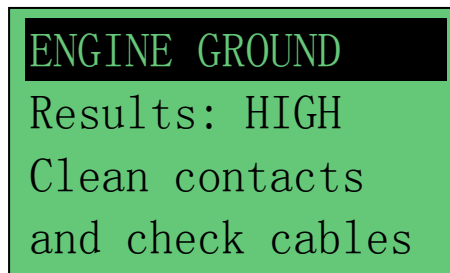 ENGINE GROUND
Results: HIGH
Clean contacts
and check cables